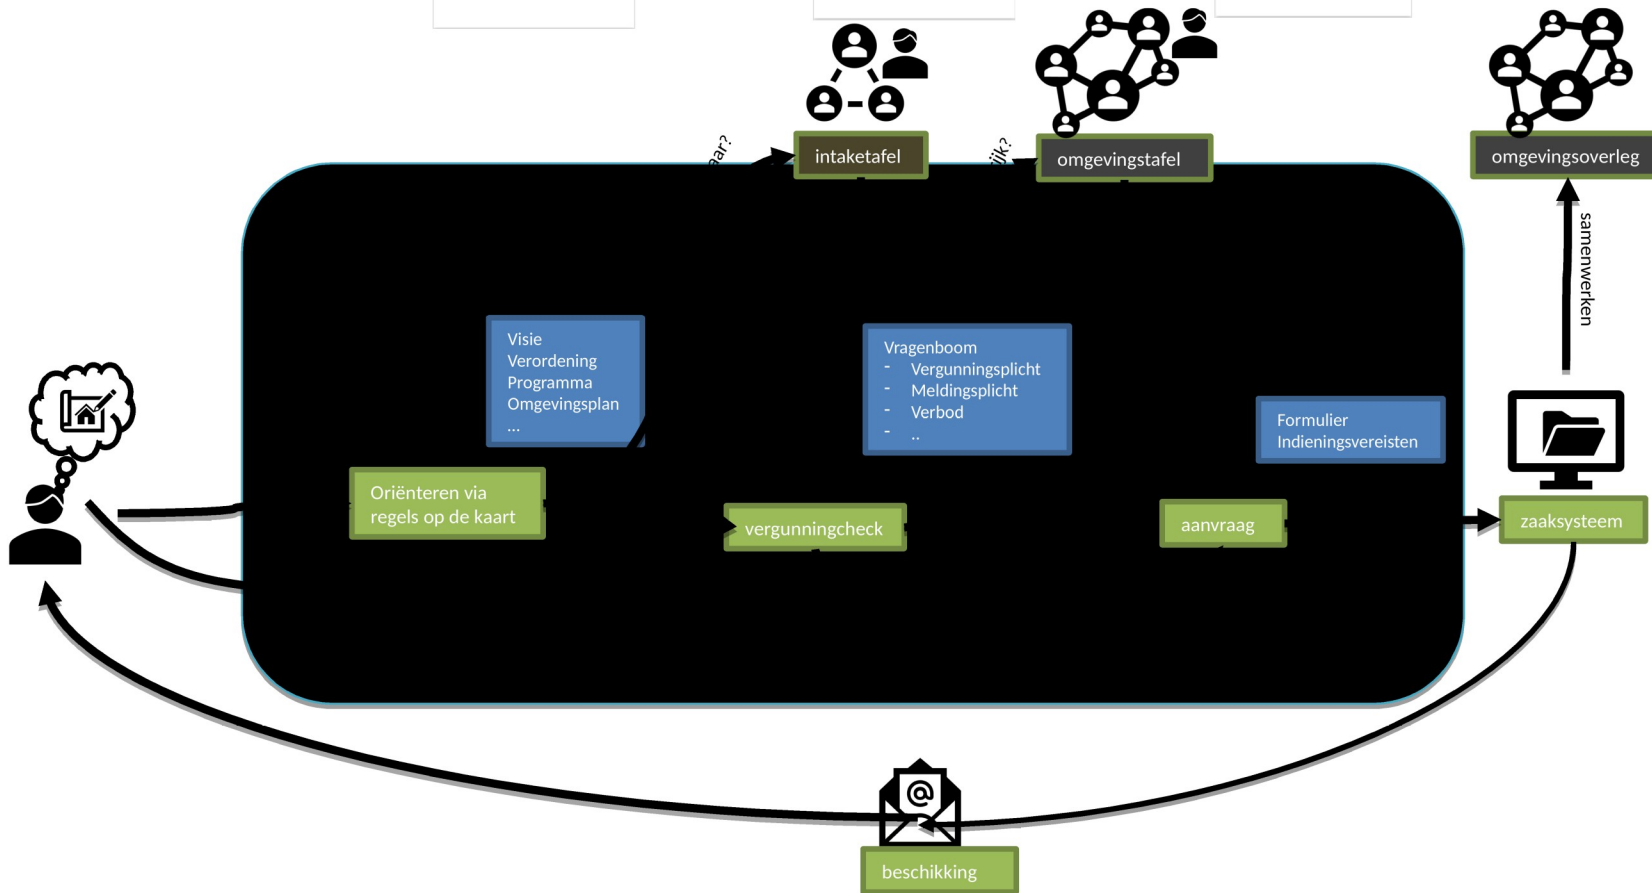 intaketafel
omgevingstafel
omgevingsoverleg
samenwerken
Visie
Verordening
Programma
Omgevingsplan
...
Vragenboom
- Vergunningsplicht
- Meldingsplicht
- Verbod
- ..
Formulier
Indieningsvereisten
Oriënteren via
regels op de kaart
vergunningcheck
aanvraag
zaaksysteem
@
beschikking